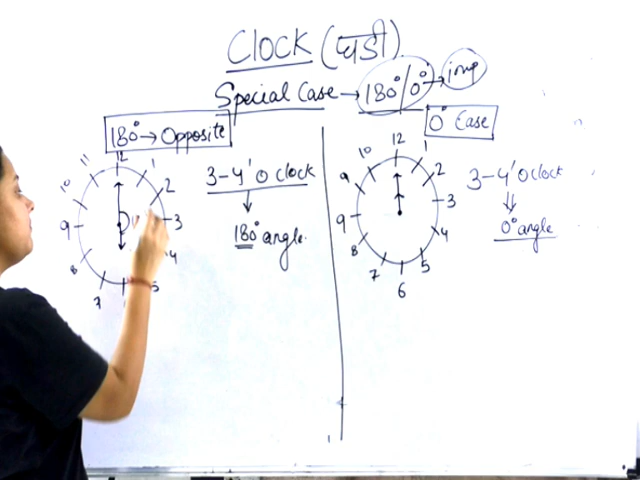 CLOCK (घडी)
Special Case → 180°/0° → imp
180° → Opposite
0° Case
3-4' O clock
180° angle
3-4' O clock
0° angle
12
1
2
3
4
5
7
8
9
10
11
12
1
2
3
4
5
6
7
8
9
10